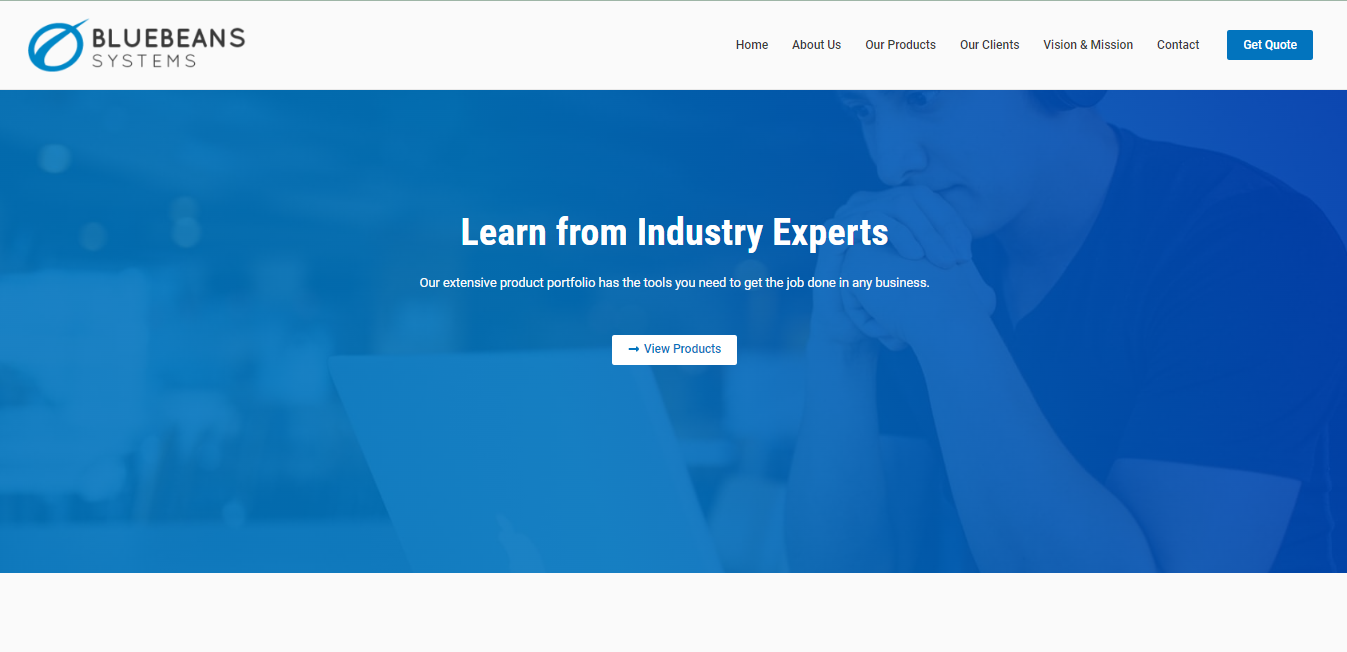 BLUEBEANS
SYSTEMS
Home About Us Our Products Our Clients Vision & Mission Contact Get Quote
Learn from Industry Experts
Our extensive product portfolio has the tools you need to get the job done in any business.
→ View Products